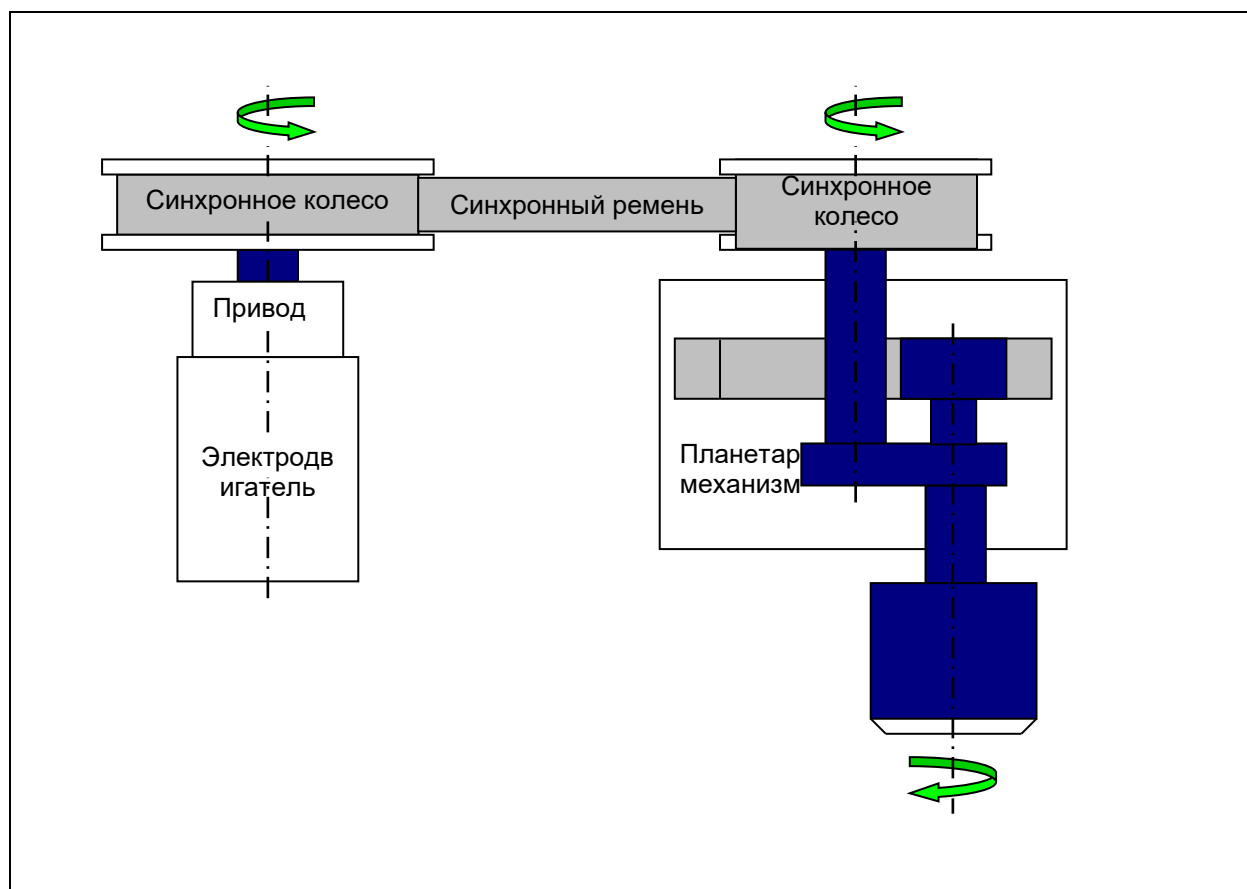 Синхронное колесо
Синхронный ремень
Синхронное
колесо
Привод
Электродв
игатель
Планетар
механизм